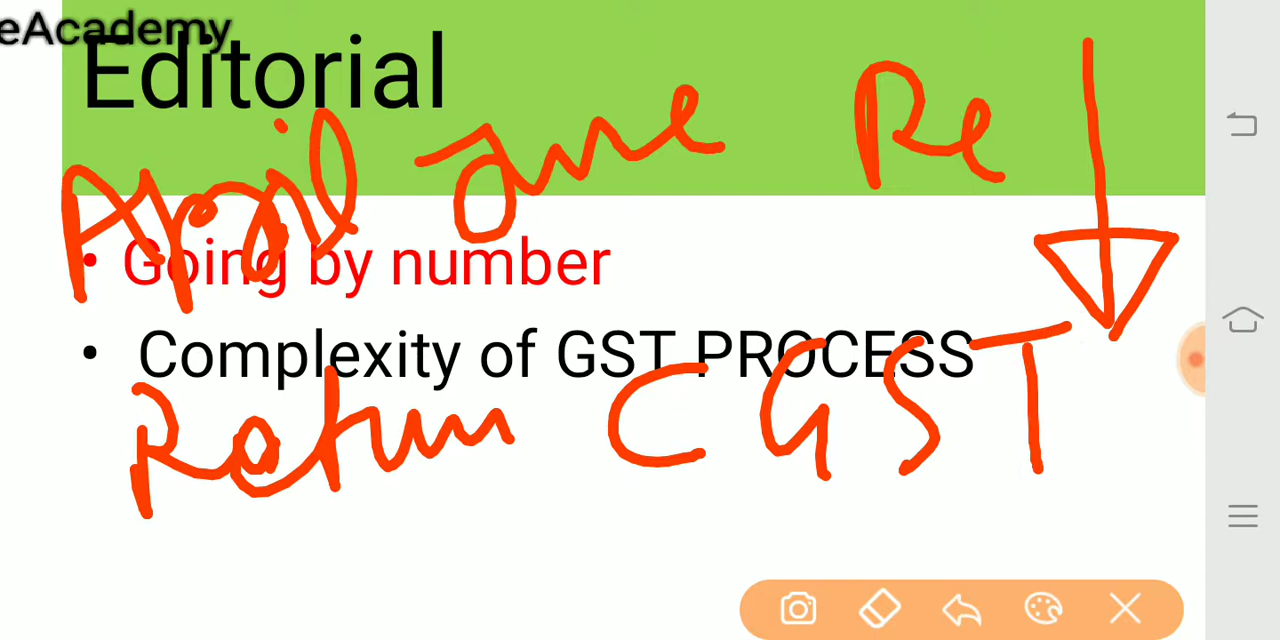 eAcademy
Editorial
April June Re
• Going by number
• Complexity of GST PROCESS
Return CGST